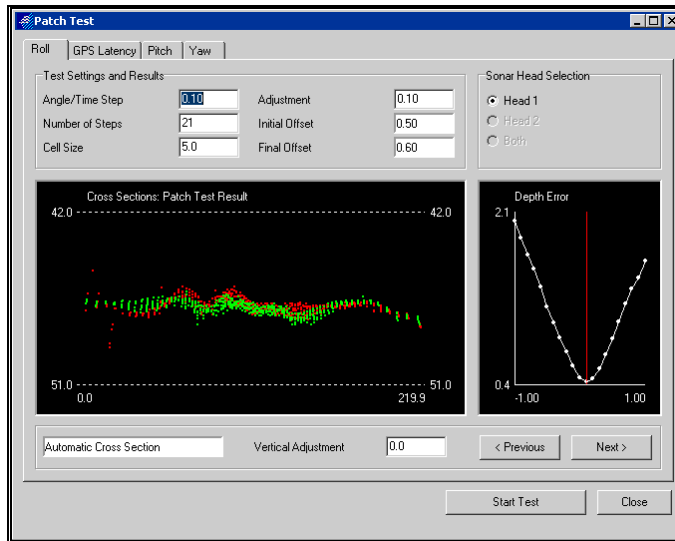 Patch Test
Roll GPS Latency Pitch Yaw
Test Settings and Results
Angle/Time Step 0.10 Adjustment 0.10
Number of Steps 21 Initial Offset 0.50
Cell Size 5.0 Final Offset 0.60
Sonar Head Selection
Head 1
Head 2
Both
Cross Sections: Patch Test Result
42.0 42.0
51.0 51.0
0.0 219.9
Depth Error
2.1
0.4
-1.00 1.00
Automatic Cross Section Vertical Adjustment 0.0 < Previous Next >
Start Test Close